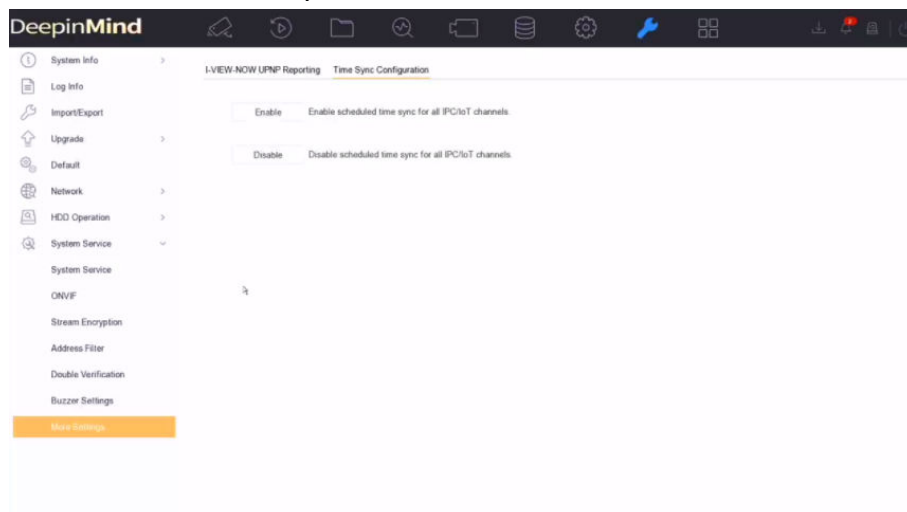 DeepinMind
System Info
Log Info
Import/Export
Upgrade
Default
Network
HDD Operation
System Service
System Service
ONVIF
Stream Encryption
Address Filter
Double Verification
Buzzer Settings
More Settings
I-VIEW-NOW UPNP Reporting Time Sync Configuration
Enable Enable scheduled time sync for all IPC/IoT channels.
Disable Disable scheduled time sync for all IPC/IoT channels.